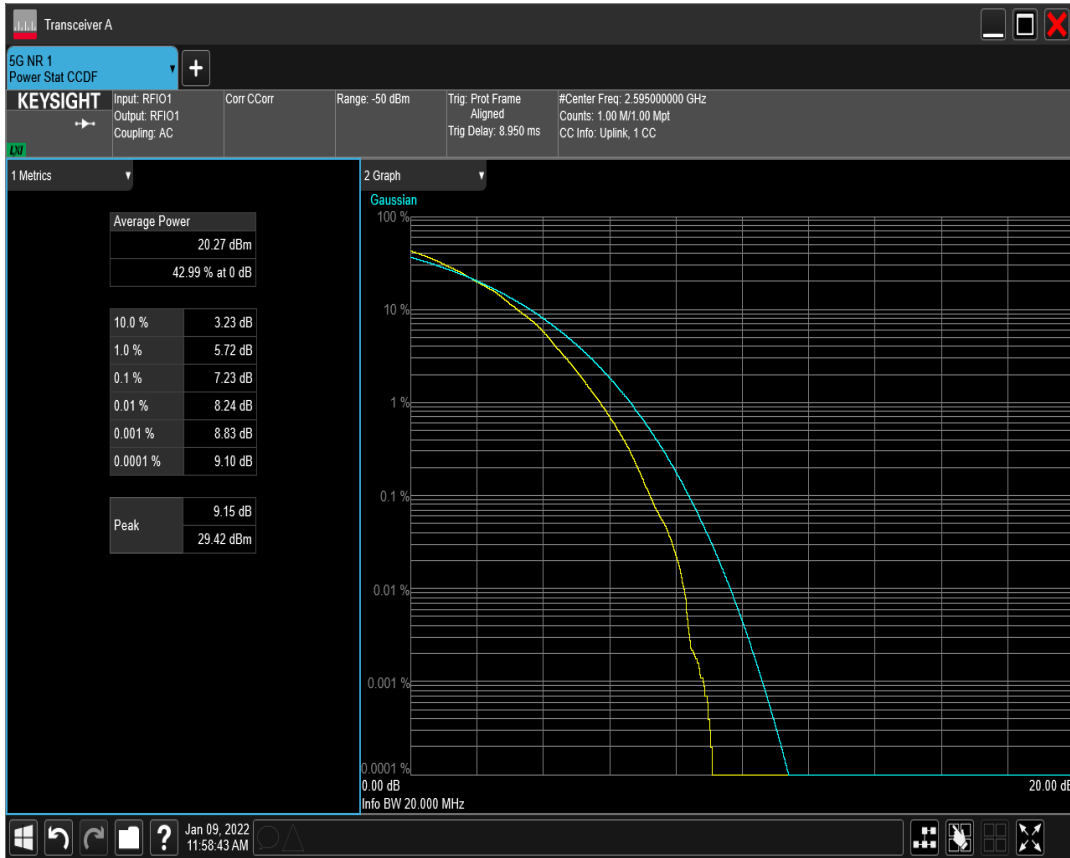 Transceiver A
5G NR 1
Power Stat CCDF
KEYSIGHT
LXI
Input: RFIO1
Output: RFIO1
Coupling: AC
Corr CCorr
Range: -50 dBm
Trig: Prot Frame
Aligned
Trig Delay: 8.950 ms
#Center Freq: 2.595000000 GHz
Counts: 1.00 M/1.00 Mpt
CC Info: Uplink, 1 CC
1 Metrics
Average Power
20.27 dBm
42.99 % at 0 dB
10.0 % 3.23 dB
1.0 % 5.72 dB
0.1 % 7.23 dB
0.01 % 8.24 dB
0.001 % 8.83 dB
0.0001 % 9.10 dB
Peak 9.15 dB
29.42 dBm
2 Graph
Gaussian
100 %
10 %
1 %
0.1 %
0.01 %
0.001 %
0.0001 %
0.00 dB 20.00 dB
Info BW 20.000 MHz
? Jan 09, 2022
11:58:43 AM